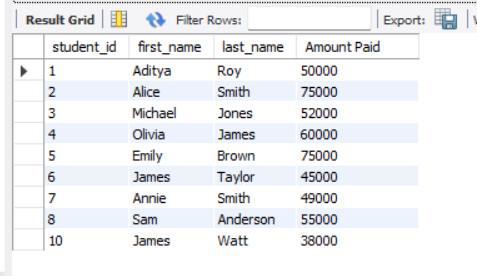 Result Grid Filter Rows: Export:
student_id first_name last_name Amount Paid
1 Aditya Roy 50000
2 Alice Smith 75000
3 Michael Jones 52000
4 Olivia James 60000
5 Emily Brown 75000
6 James Taylor 45000
7 Annie Smith 49000
8 Sam Anderson 55000
10 James Watt 38000